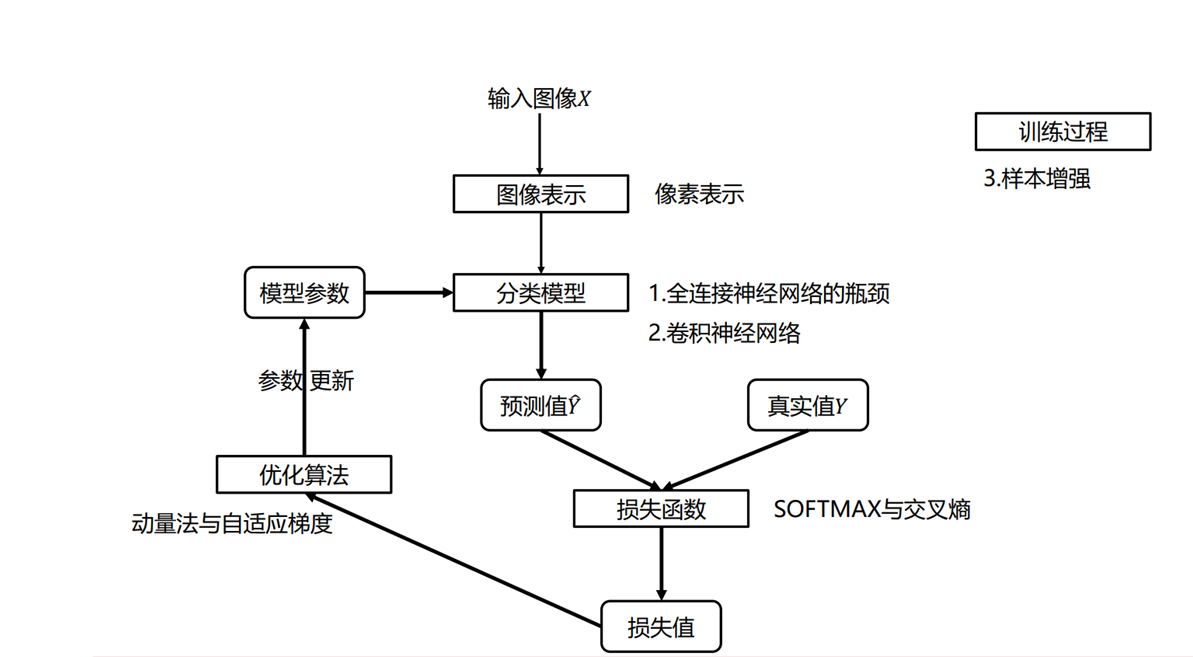 输入图像X
训练过程
3.样本增强
图像表示
像素表示
模型参数
分类模型
1.全连接神经网络的瓶颈
2.卷积神经网络
参数 更新
预测值Ŷ
真实值Y
优化算法
动量法与自适应梯度
损失函数
SOFTMAX与交叉熵
损失值